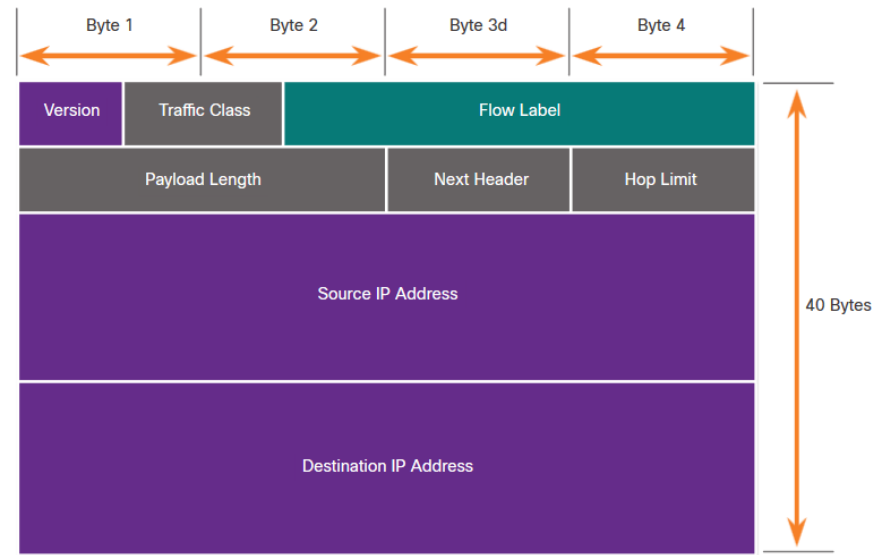 Byte 1 Byte 2 Byte 3d Byte 4
Version Traffic Class Flow Label
Payload Length Next Header Hop Limit
Source IP Address
40 Bytes
Destination IP Address